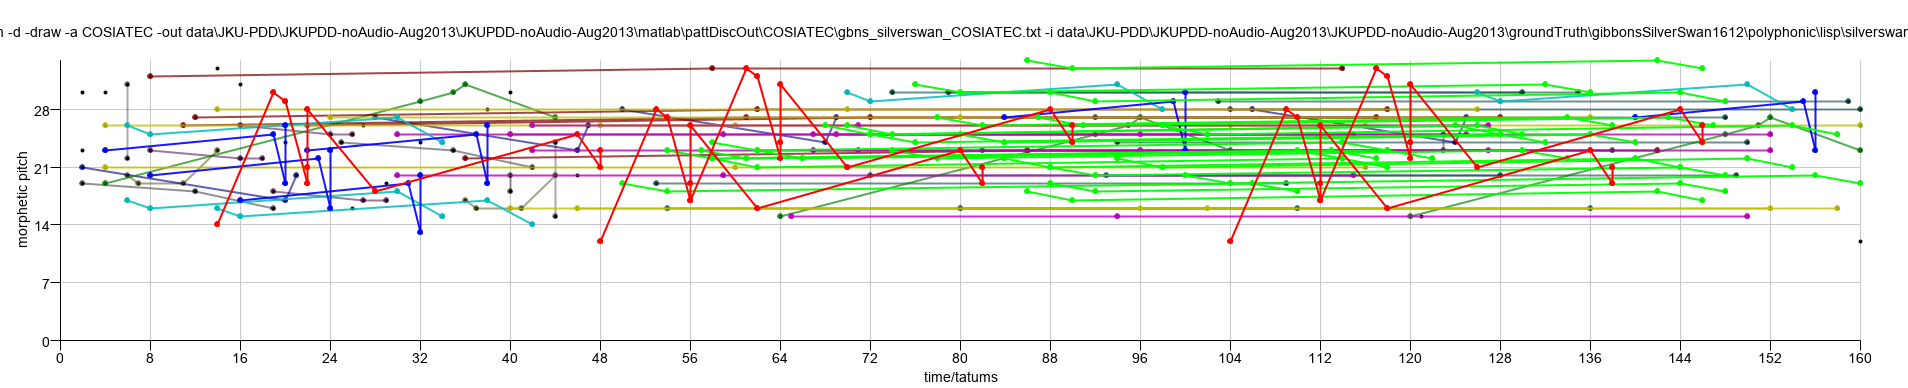 n -d -draw -a COSIATEC -out data\JKU-PDD\JKUPDD-noAudio-Aug2013\JKUPDD-noAudio-Aug2013\matlab\pattDiscOut\COSIATEC\gbns_silverswan_COSIATEC.txt -i data\JKU-PDD\JKUPDD-noAudio-Aug2013\JKUPDD-noAudio-Aug2013\groundTruth\gibbonsSilverSwan1612\polyphonic\lisp\silverswan
morphetic pitch
28
21
14
7
0
0 8 16 24 32 40 48 56 64 72 80 88 96 104 112 120 128 136 144 152 160
time/tatums